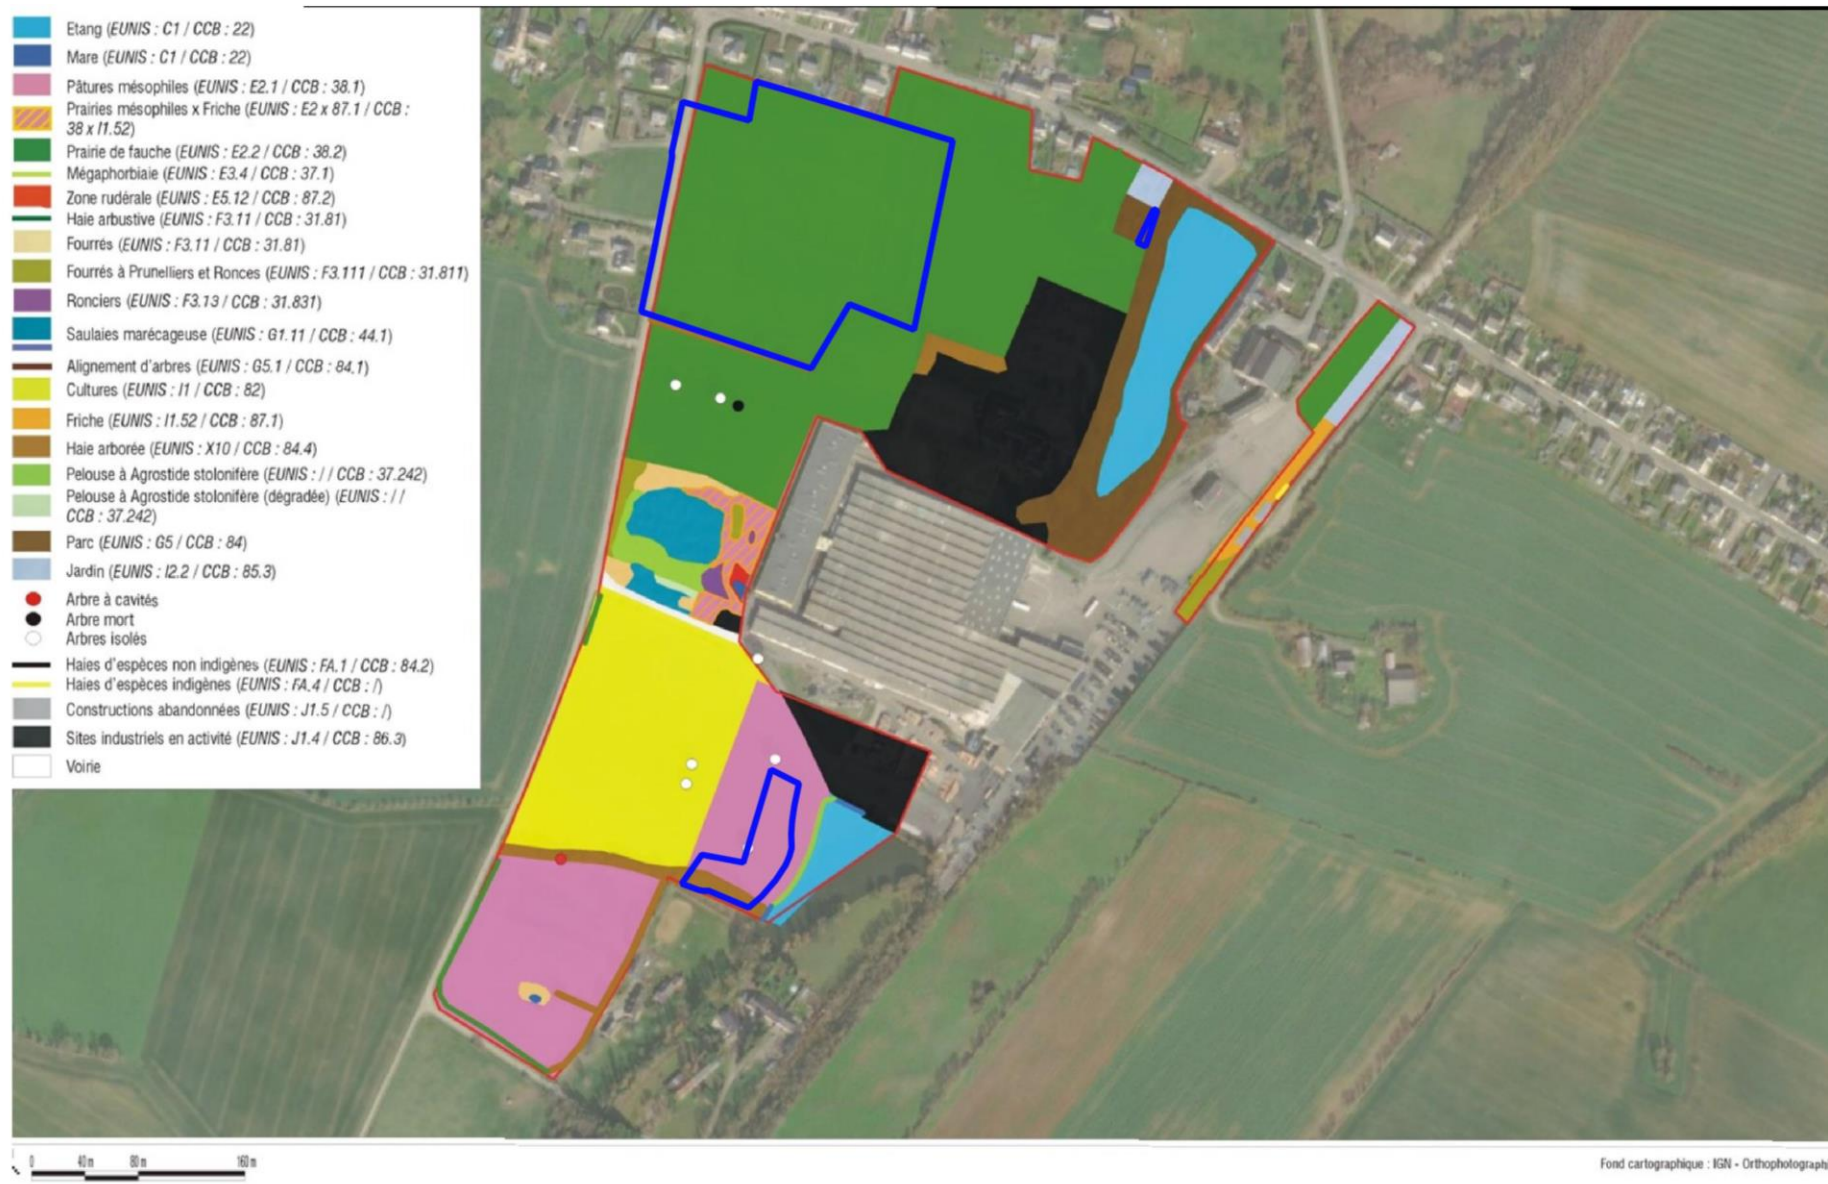 Etang (EUNIS : C1 / CCB : 22)
Mare (EUNIS : C1 / CCB : 22)
Pâtures mésophiles (EUNIS : E2.1 / CCB : 38.1)
Prairies mésophiles x Friche (EUNIS : E2 x 87.1 / CCB :
38 x I1.52)
Prairie de fauche (EUNIS : E2.2 / CCB : 38.2)
Mégaphorbiaie (EUNIS : E3.4 / CCB : 37.1)
Zone rudérale (EUNIS : E5.12 / CCB : 87.2)
Haie arbustive (EUNIS : F3.11 / CCB : 31.81)
Fourrés (EUNIS : F3.11 / CCB : 31.81)
Fourrés à Prunelliers et Ronces (EUNIS : F3.111 / CCB : 31.811)
Ronciers (EUNIS : F3.13 / CCB : 31.831)
Saulaies marécageuse (EUNIS : G1.11 / CCB : 44.1)
Alignement d'arbres (EUNIS : G5.1 / CCB : 84.1)
Cultures (EUNIS : I1 / CCB : 82)
Friche (EUNIS : I1.52 / CCB : 87.1)
Haie arborée (EUNIS : X10 / CCB : 84.4)
Pelouse à Agrostide stolonifère (EUNIS : / / CCB : 37.242)
Pelouse à Agrostide stolonifère (dégradée) (EUNIS : / /
CCB : 37.242)
Parc (EUNIS : G5 / CCB : 84)
Jardin (EUNIS : I2.2 / CCB : 85.3)
Arbre à cavités
Arbre mort
Arbres isolés
Haies d'espèces non indigènes (EUNIS : FA.1 / CCB : 84.2)
Haies d'espèces indigènes (EUNIS : FA.4 / CCB : /)
Constructions abandonnées (EUNIS : J1.5 / CCB : /)
Sites industriels en activité (EUNIS : J1.4 / CCB : 86.3)
Voirie
0 40 m 80 m 160 m
Fond cartographique : IGN - Orthophotographi